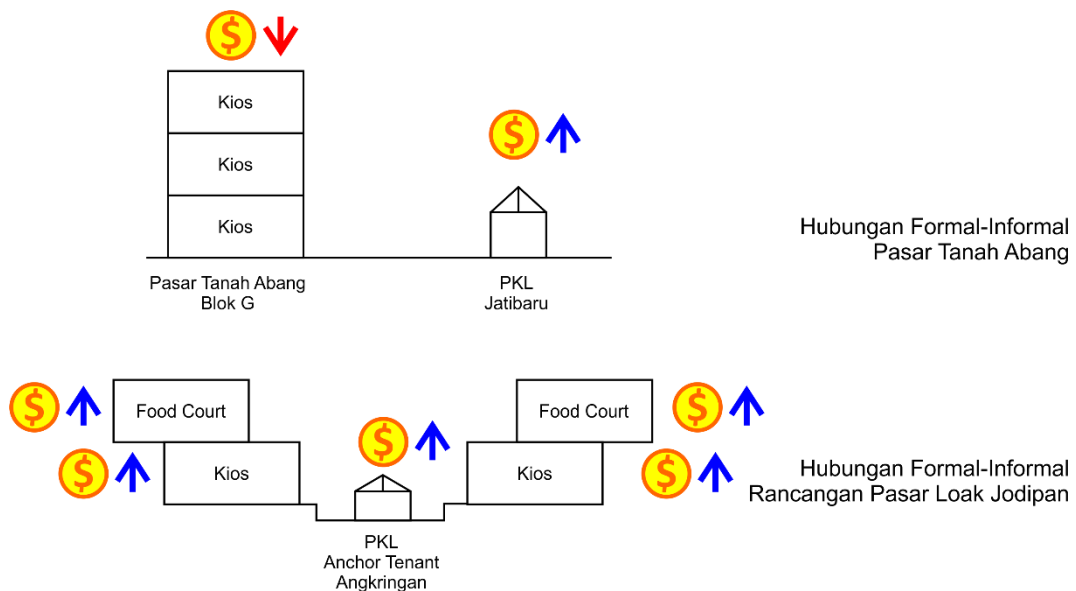 $
Kios
Kios
Kios
$
Pasar Tanah Abang
Blok G
PKL
Jatibaru
Hubungan Formal-Informal
Pasar Tanah Abang
$
Food Court
$
Kios
$
PKL
Anchor Tenant
Angkringan
Food Court
$
Kios
$
Hubungan Formal-Informal
Rancangan Pasar Loak Jodipan